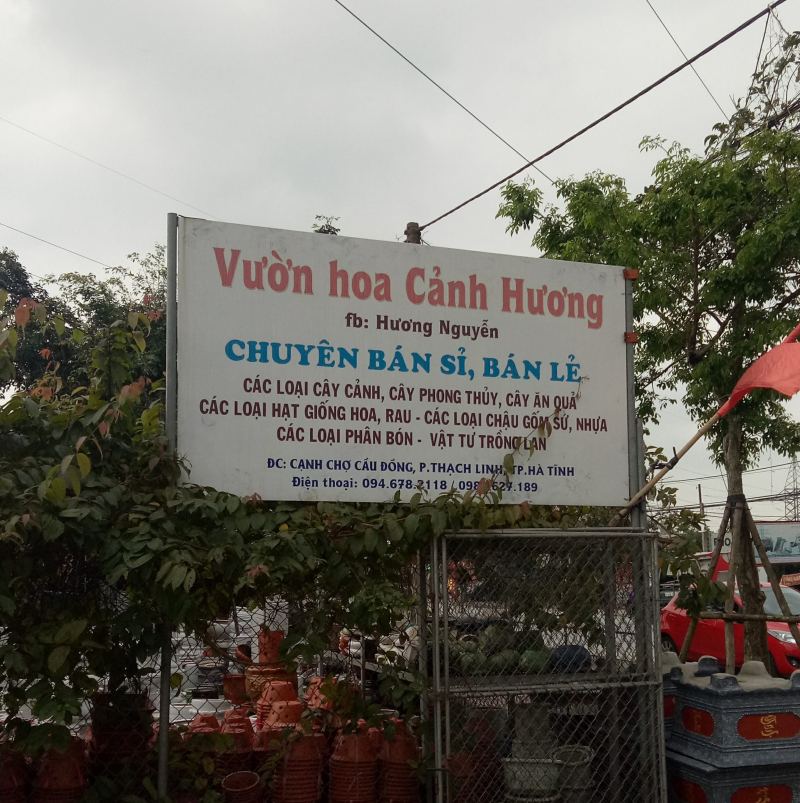 Vườn hoa Cảnh Hương
fb: Hương Nguyễn
CHUYÊN BÁN SỈ, BÁN LẺ
CÁC LOẠI CÂY CẢNH, CÂY PHONG THỦY, CÂY ĂN QUẢ
CÁC LOẠI HẠT GIỐNG HOA, RAU - CÁC LOẠI CHẬU GỐM SỨ, NHỰA
CÁC LOẠI PHÂN BÓN - VẬT TƯ TRỒNG LAN
ĐC: CẠNH CHỢ CẦU ĐÔNG, P.THẠCH LINH, TP.HÀ TĨNH
Điện thoại: 094.678.2118 /